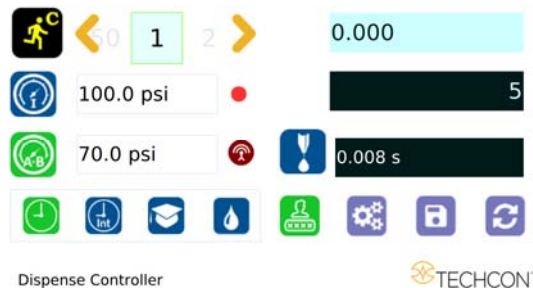 C
50 1 2
0.000
I
100.0 psi
5
A-B
70.0 psi
0.008 s
Int
Dispense Controller
TECHCON